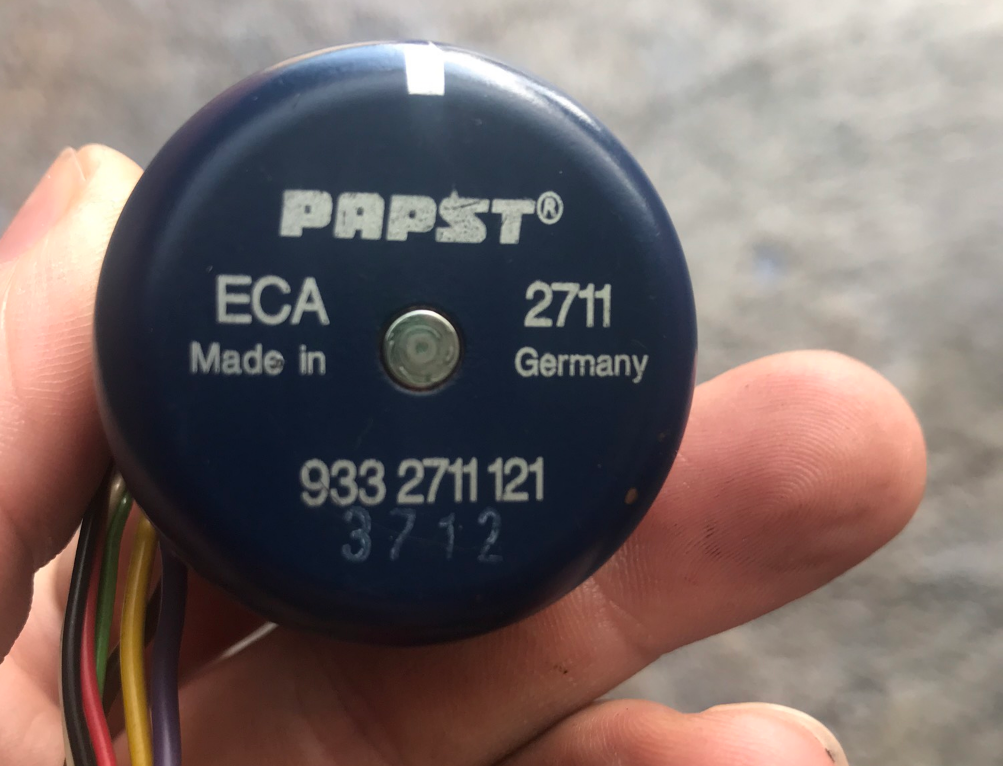 PAPST®
ECA 2711
Made in Germany
933 2711 121
3712